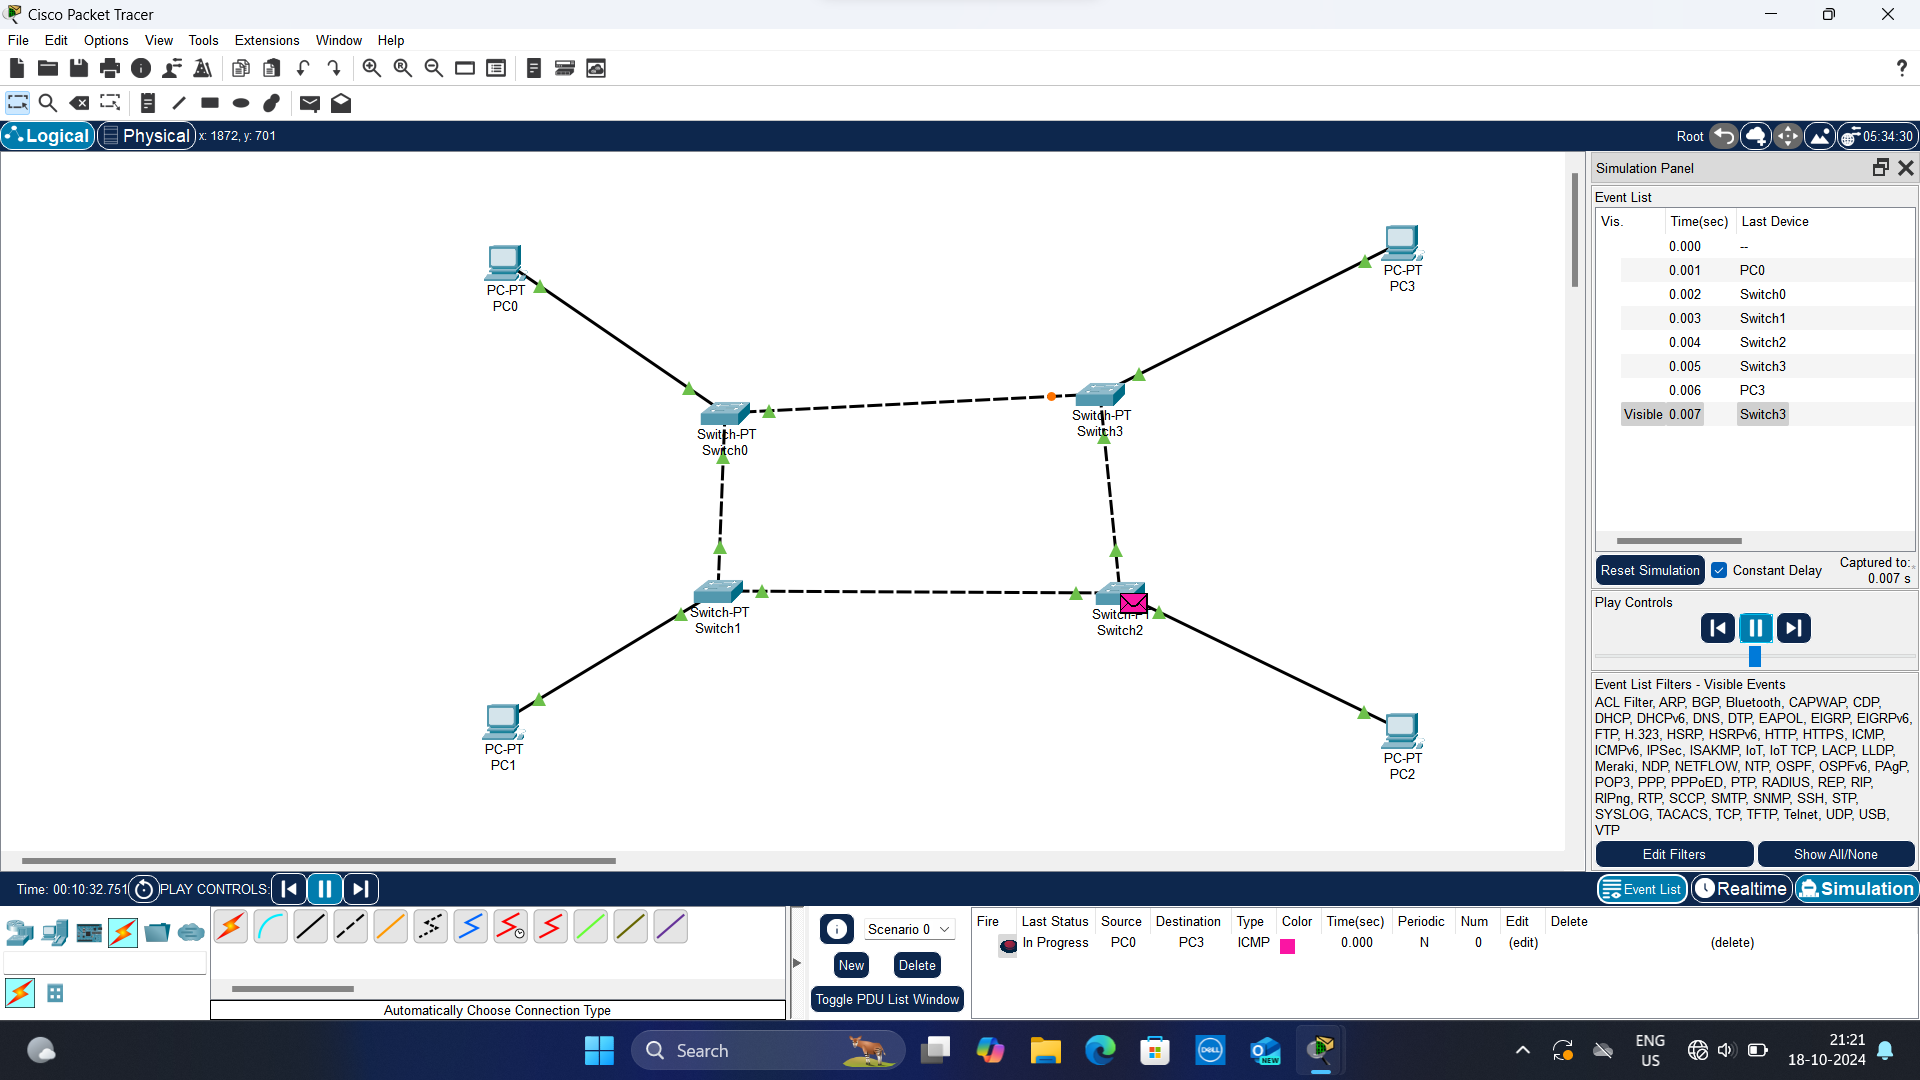 Cisco Packet Tracer
File Edit Options View Tools Extensions Window Help
?
Logical Physical x: 1872, y: 701 Root 05:34:30
Simulation Panel
Event List
Vis. Time(sec) Last Device
0.000 --
0.001 PC0
0.002 Switch0
0.003 Switch1
0.004 Switch2
0.005 Switch3
0.006 PC3
Visible 0.007 Switch3
Reset Simulation Constant Delay Captured to:
0.007 s
Play Controls
Event List Filters - Visible Events
ACL Filter, ARP, BGP, Bluetooth, CAPWAP, CDP,
DHCP, DHCPv6, DNS, DTP, EAPOL, EIGRP, EIGRPv6,
FTP, H.323, HSRP, HSRPv6, HTTP, HTTPS, ICMP,
ICMPv6, IPSec, ISAKMP, IoT, IoT TCP, LACP, LLDP,
Meraki, NDP, NETFLOW, NTP, OSPF, OSPFv6, PAgP,
POP3, PPP, PPPoED, PTP, RADIUS, REP, RIP,
RIPng, RTP, SCCP, SMTP, SNMP, SSH, STP,
SYSLOG, TACACS, TCP, TFTP, Telnet, UDP, USB,
VTP
Edit Filters Show All/None
PC-PT
PC0
PC-PT
PC3
Switch-PT
Switch0
Switch-PT
Switch3
Switch-PT
Switch1
Switch-PT
Switch2
PC-PT
PC1
PC-PT
PC2
Time: 00:10:32.751 PLAY CONTROLS: Event List Realtime Simulation
Automatically Choose Connection Type
Scenario 0
New Delete
Toggle PDU List Window
Fire Last Status Source Destination Type Color Time(sec) Periodic Num Edit Delete
In Progress PC0 PC3 ICMP 0.000 N 0 (edit) (delete)
Search
DELL
NEW
ENG
US
21:21
18-10-2024